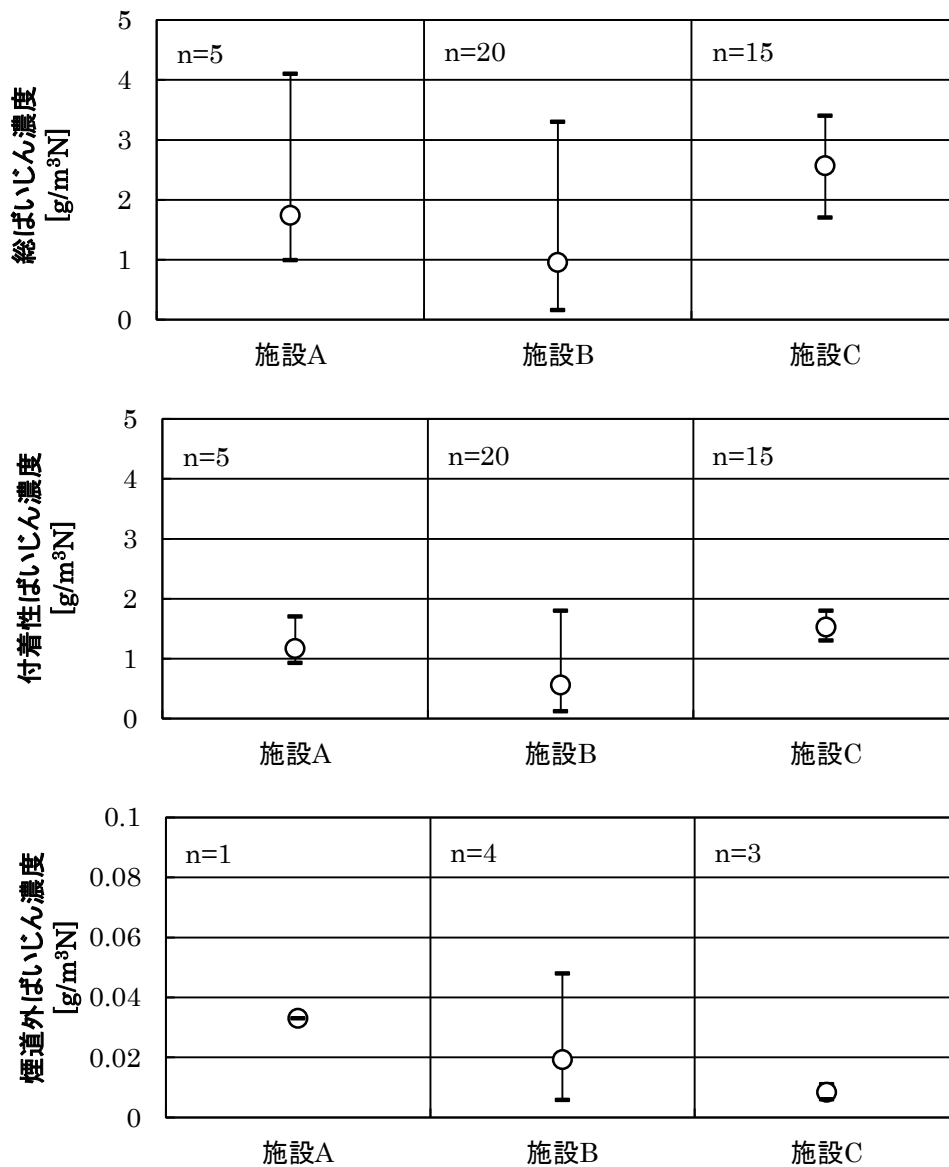 総ばいじん濃度
[g/m³N]
5
4
3
2
1
0
n=5
n=20
n=15
施設A
施設B
施設C
付着性ばいじん濃度
[g/m³N]
5
4
3
2
1
0
n=5
n=20
n=15
施設A
施設B
施設C
煙道外ばいじん濃度
[g/m³N]
0.1
0.08
0.06
0.04
0.02
0
n=1
n=4
n=3
施設A
施設B
施設C